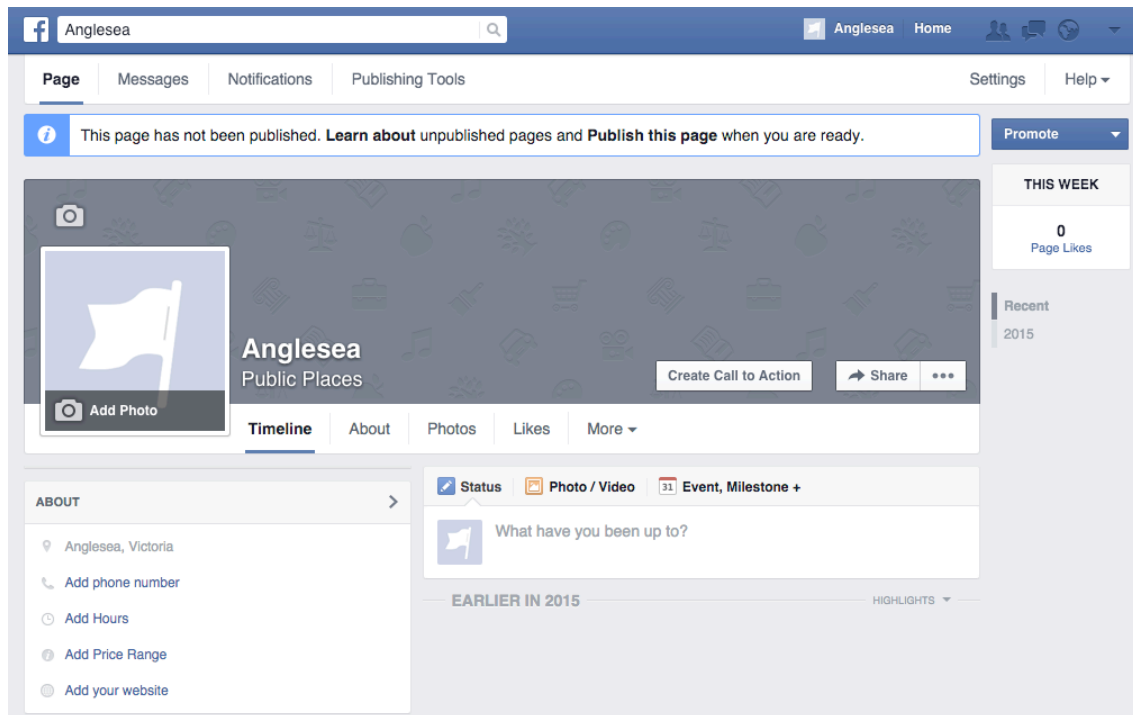 f Anglesea Anglesea Home
Page Messages Notifications Publishing Tools Settings Help
This page has not been published. Learn about unpublished pages and Publish this page when you are ready.
Promote
THIS WEEK
0
Page Likes
Recent
2015
Anglesea
Public Places
Add Photo
Create Call to Action Share
Timeline About Photos Likes More
ABOUT
Anglesea, Victoria
Add phone number
Add Hours
Add Price Range
Add your website
Status Photo / Video 31 Event, Milestone +
What have you been up to?
EARLIER IN 2015 HIGHLIGHTS